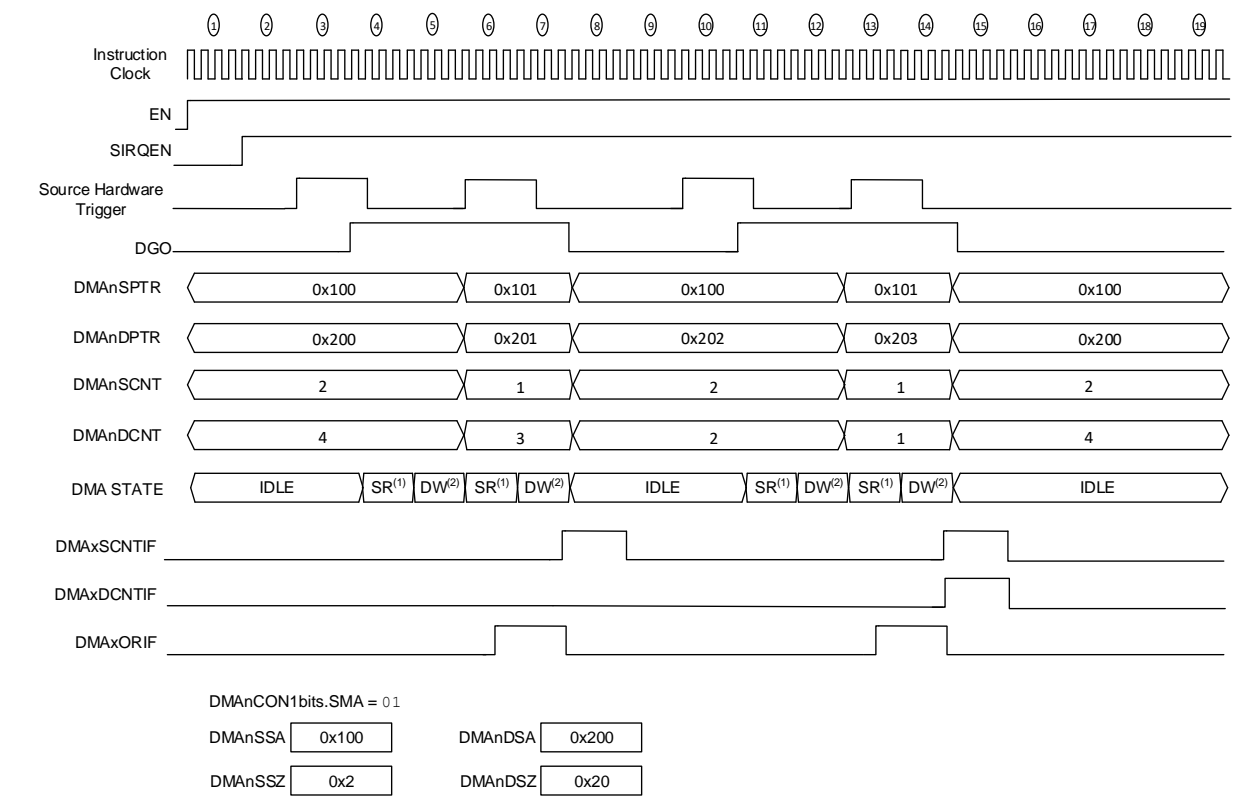 1 2 3 4 5 6 7 8 9 10 11 12 13 14 15 16 17 18 19
Instruction
Clock
EN
SIRQEN
Source Hardware
Trigger
DGO
DMAnSPTR 0x100 0x101 0x100 0x101 0x100
DMAnDPTR 0x200 0x201 0x202 0x203 0x200
DMAnSCNT 2 1 2 1 2
DMAnDCNT 4 3 2 1 4
DMA STATE IDLE SR(1) DW(2) SR(1) DW(2) IDLE SR(1) DW(2) SR(1) DW(2) IDLE
DMAxSCNTIF
DMAxDCNTIF
DMAxORIF
DMAnCON1bits.SMA = 01
DMAnSSA 0x100 DMAnDSA 0x200
DMAnSSZ 0x2 DMAnDSZ 0x20